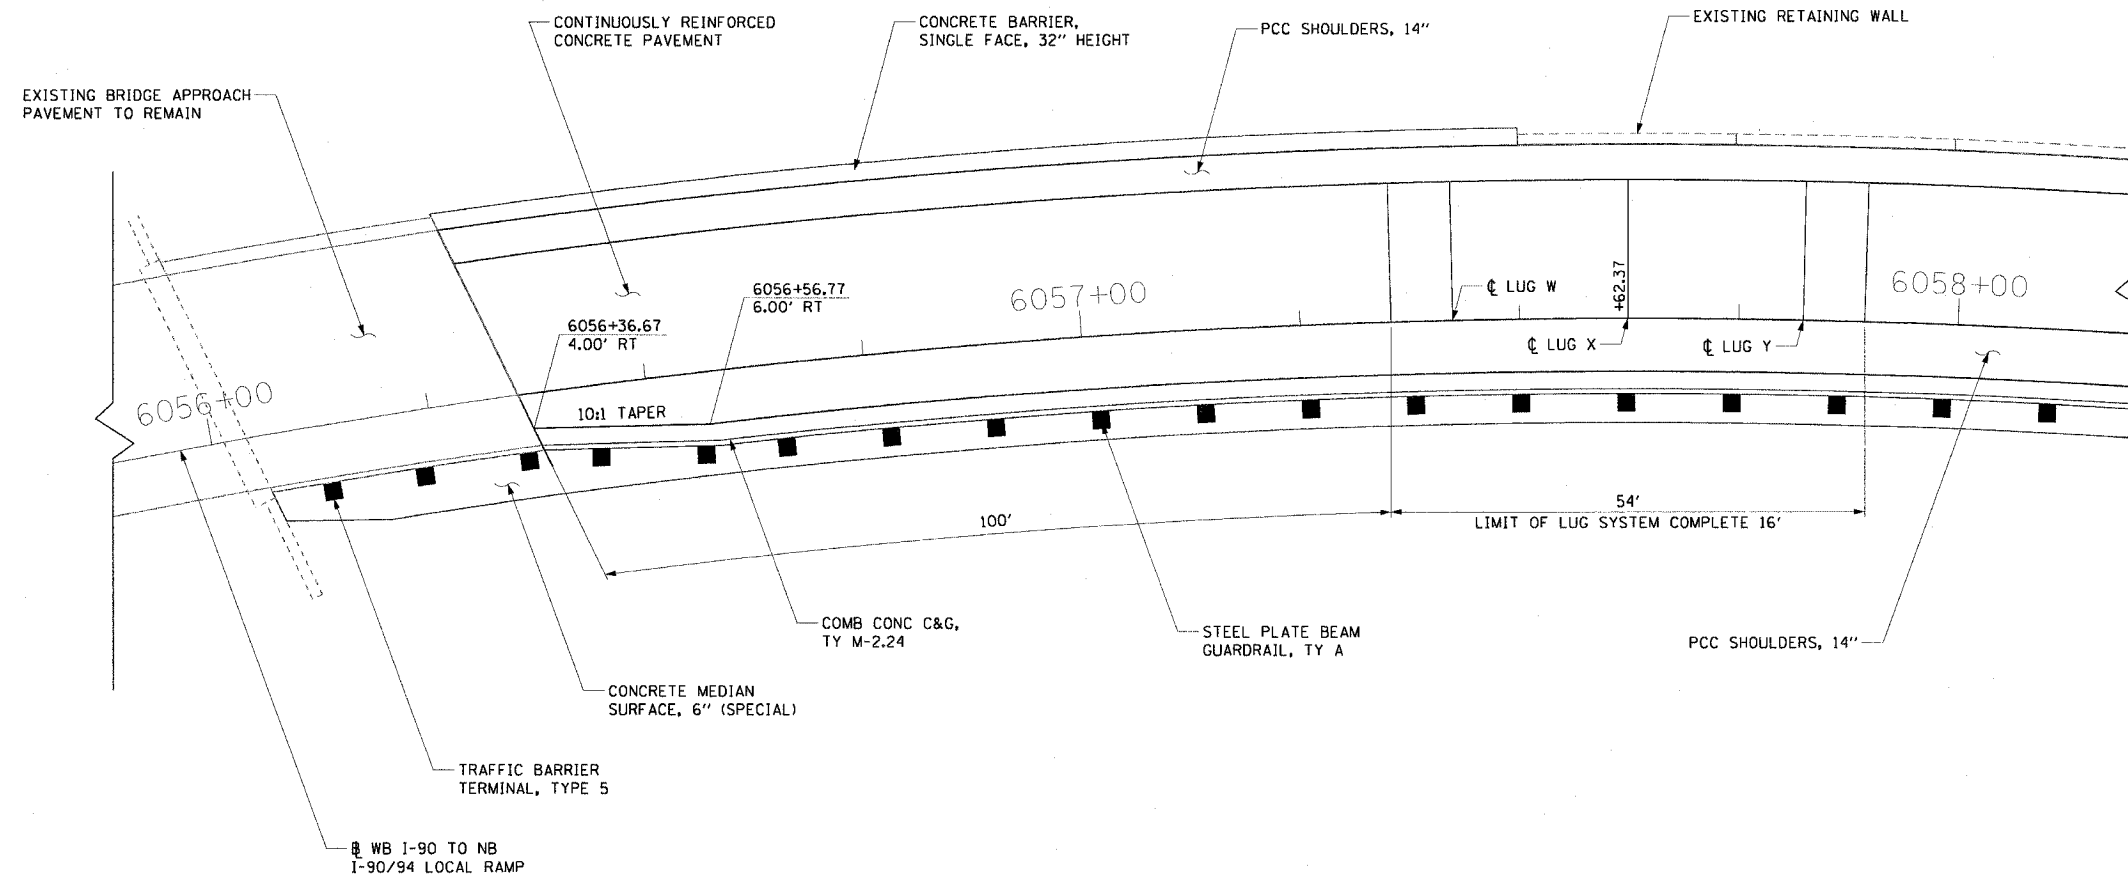 CONTINUOUSLY REINFORCED
CONCRETE PAVEMENT
CONCRETE BARRIER,
SINGLE FACE, 32" HEIGHT
PCC SHOULDERS, 14"
EXISTING RETAINING WALL
EXISTING BRIDGE APPROACH
PAVEMENT TO REMAIN
6056+56.77
6.00' RT
6057+00
℄ LUG W
+62.37
6058+00
6056+36.67
4.00' RT
℄ LUG X
℄ LUG Y
6056+00
10:1 TAPER
100'
54'
LIMIT OF LUG SYSTEM COMPLETE 16'
COMB CONC C&G,
TY M-2.24
STEEL PLATE BEAM
GUARDRAIL, TY A
PCC SHOULDERS, 14"
CONCRETE MEDIAN
SURFACE, 6" (SPECIAL)
TRAFFIC BARRIER
TERMINAL, TYPE 5
BL WB I-90 TO NB
I-90/94 LOCAL RAMP